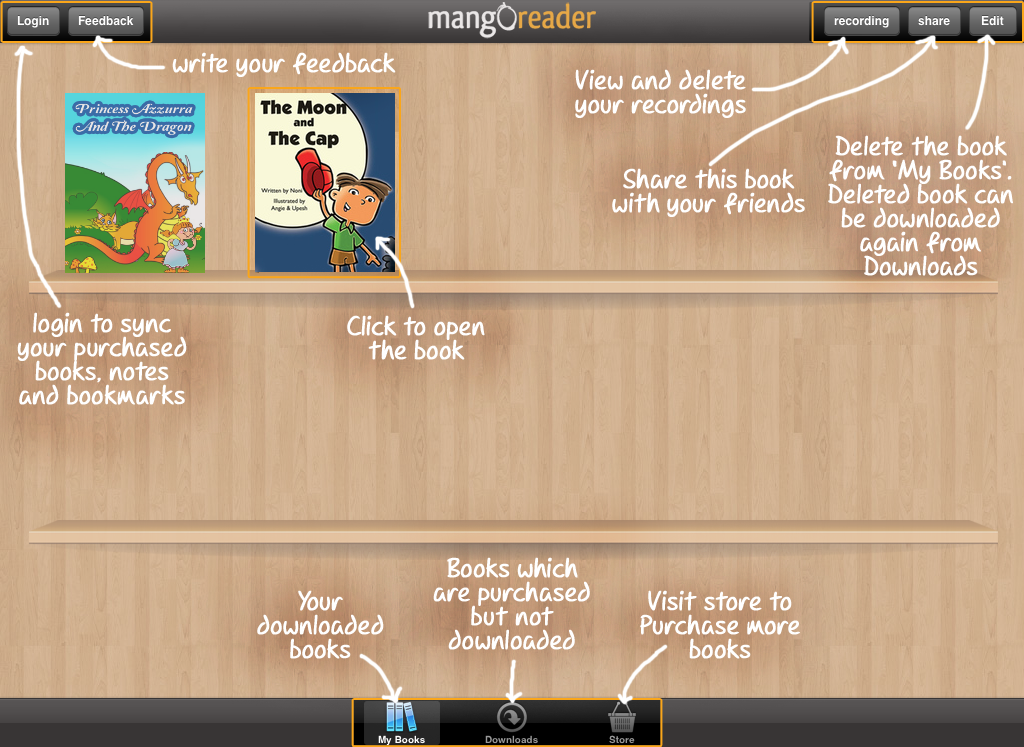 Login
Feedback
mangoreader
recording
share
Edit
write your feedback
View and delete
your recordings
Share this book
with your friends
Delete the book
from 'My Books'.
Deleted book can
be downloaded
again from
Downloads
Princess Azzurra
And The Dragon
The Moon
and
The Cap
Written by Noni
Illustrated by
Angie & Upesh
login to sync
your purchased
books, notes
and bookmarks
Click to open
the book
Your
downloaded
books
Books which
are purchased
but not
downloaded
Visit store to
Purchase more
books
My Books
Downloads
Store